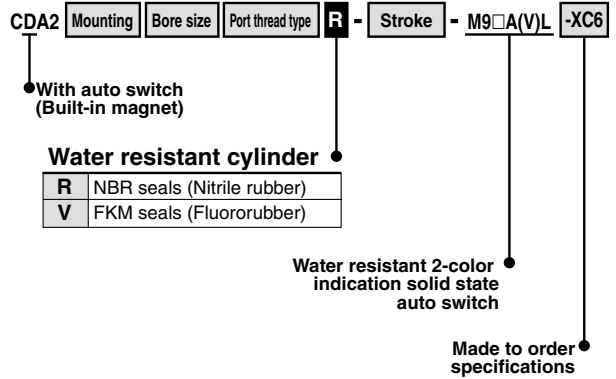 CDA2 Mounting Bore size Port thread type R - Stroke - M9□A(V)L -XC6
With auto switch
(Built-in magnet)
Water resistant cylinder
R NBR seals (Nitrile rubber)
V FKM seals (Fluororubber)
Water resistant 2-color
indication solid state
auto switch
Made to order
specifications